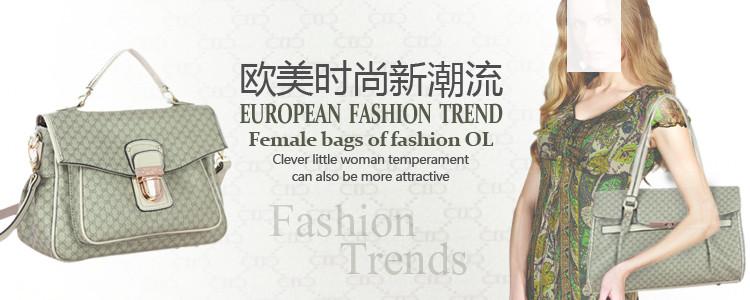 欧美时尚新潮流
EUROPEAN FASHION TREND
Female bags of fashion OL
Clever little woman temperament
can also be more attractive
Fashion
Trends